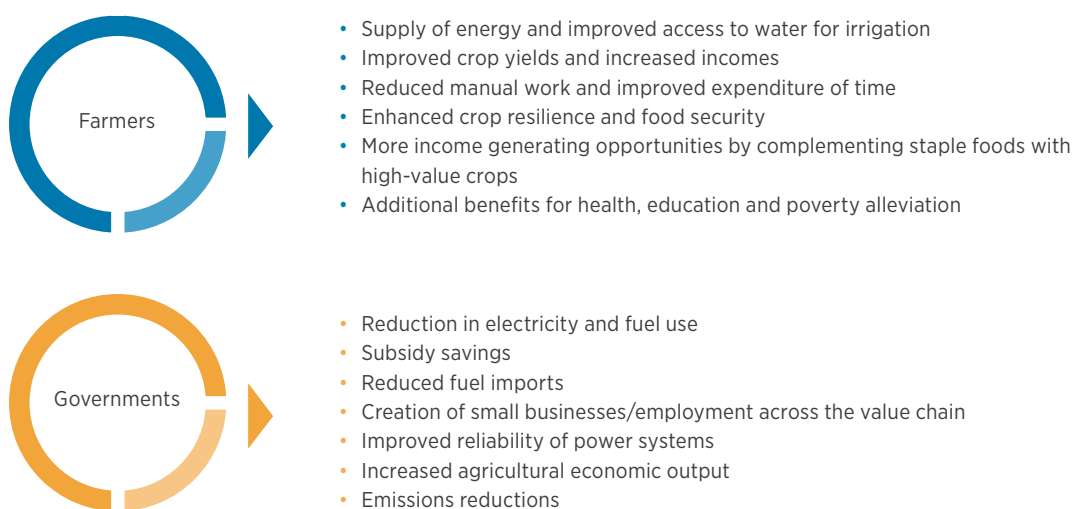 Farmers
• Supply of energy and improved access to water for irrigation
• Improved crop yields and increased incomes
• Reduced manual work and improved expenditure of time
• Enhanced crop resilience and food security
• More income generating opportunities by complementing staple foods with
high-value crops
• Additional benefits for health, education and poverty alleviation
Governments
• Reduction in electricity and fuel use
• Subsidy savings
• Reduced fuel imports
• Creation of small businesses/employment across the value chain
• Improved reliability of power systems
• Increased agricultural economic output
• Emissions reductions